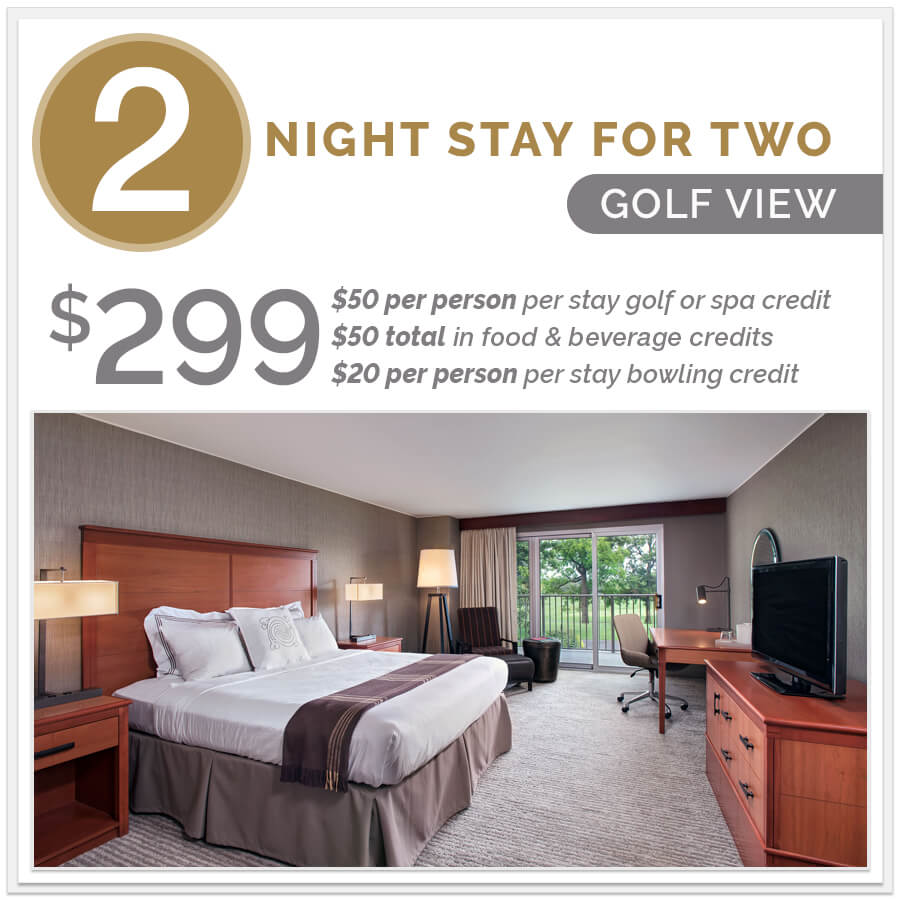 2
NIGHT STAY FOR TWO
GOLF VIEW
$299
$50 per person per stay golf or spa credit
$50 total in food & beverage credits
$20 per person per stay bowling credit